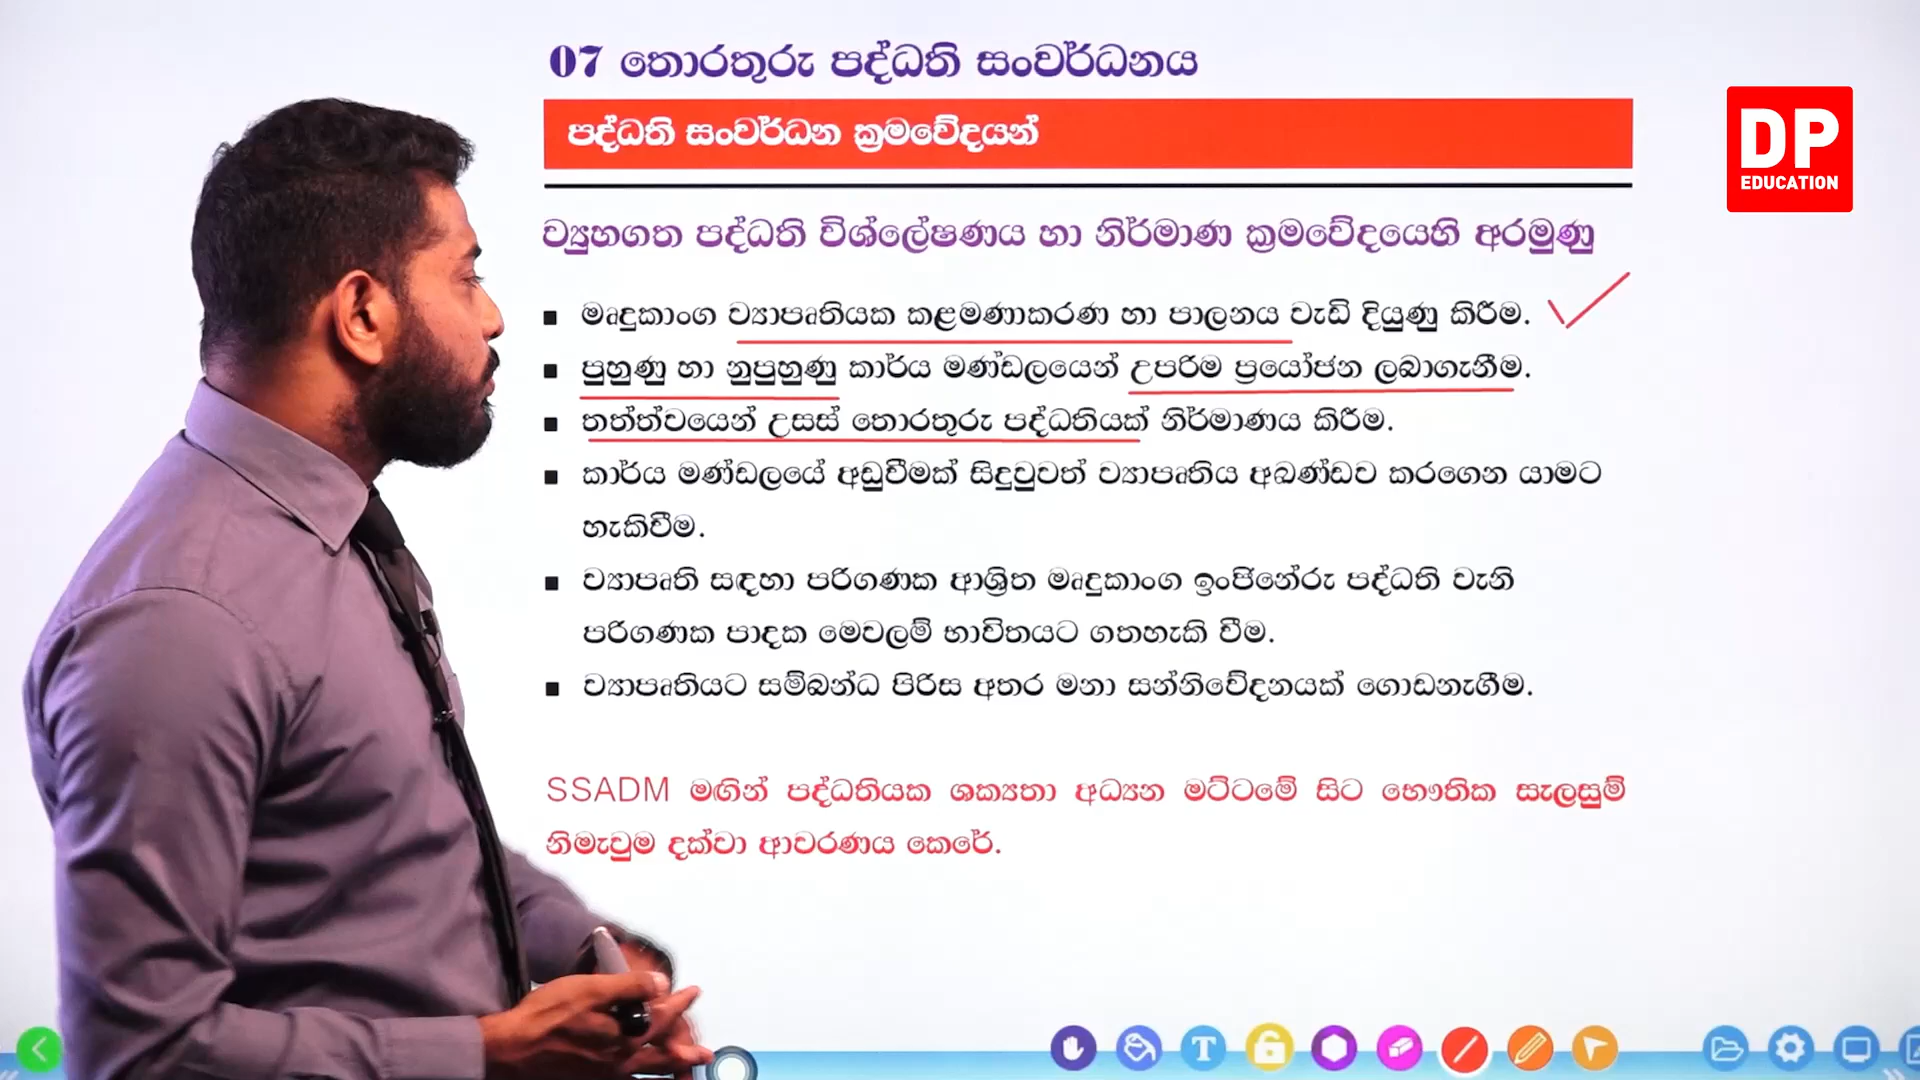 07 තොරතුරු පද්ධති සංවර්ධනය
පද්ධති සංවර්ධන ක්‍රමවේදයන්
DP
EDUCATION
ව්‍යුහගත පද්ධති විශ්ලේෂණය හා නිර්මාණ ක්‍රමවේදයෙහි අරමුණු
▪ මෘදුකාංග ව්‍යාපෘතියක කළමණාකරණ හා පාලනය වැඩි දියුණු කිරීම.
▪ පුහුණු හා නුපුහුණු කාර්ය මණ්ඩලයෙන් උපරිම ප්‍රයෝජන ලබාගැනීම.
▪ තත්ත්වයෙන් උසස් තොරතුරු පද්ධතියක් නිර්මාණය කිරීම.
▪ කාර්ය මණ්ඩලයේ අඩුවීමක් සිදුවුවත් ව්‍යාපෘතිය අඛණ්ඩව කරගෙන යාමට
හැකිවීම.
▪ ව්‍යාපෘති සඳහා පරිගණක ආශ්‍රිත මෘදුකාංග ඉංජිනේරු පද්ධති වැනි
පරිගණක පාදක මෙවලම් භාවිතයට ගතහැකි වීම.
▪ ව්‍යාපෘතියට සම්බන්ධ පිරිස අතර මනා සන්නිවේදනයක් ගොඩනැගීම.
SSADM මඟින් පද්ධතියක ශක්‍යතා අධ්‍යන මට්ටමේ සිට භෞතික සැලසුම්
නිමැවුම දක්වා ආවරණය කෙරේ.
T